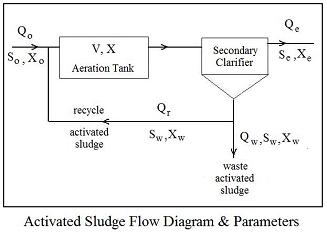 Qo
So, Xo
V, X
Aeration Tank
Secondary
Clarifier
Qe
Se, Xe
recycle
activated
sludge
Qr
Sw, Xw
Qw, Sw, Xw
waste
activated
sludge
Activated Sludge Flow Diagram & Parameters